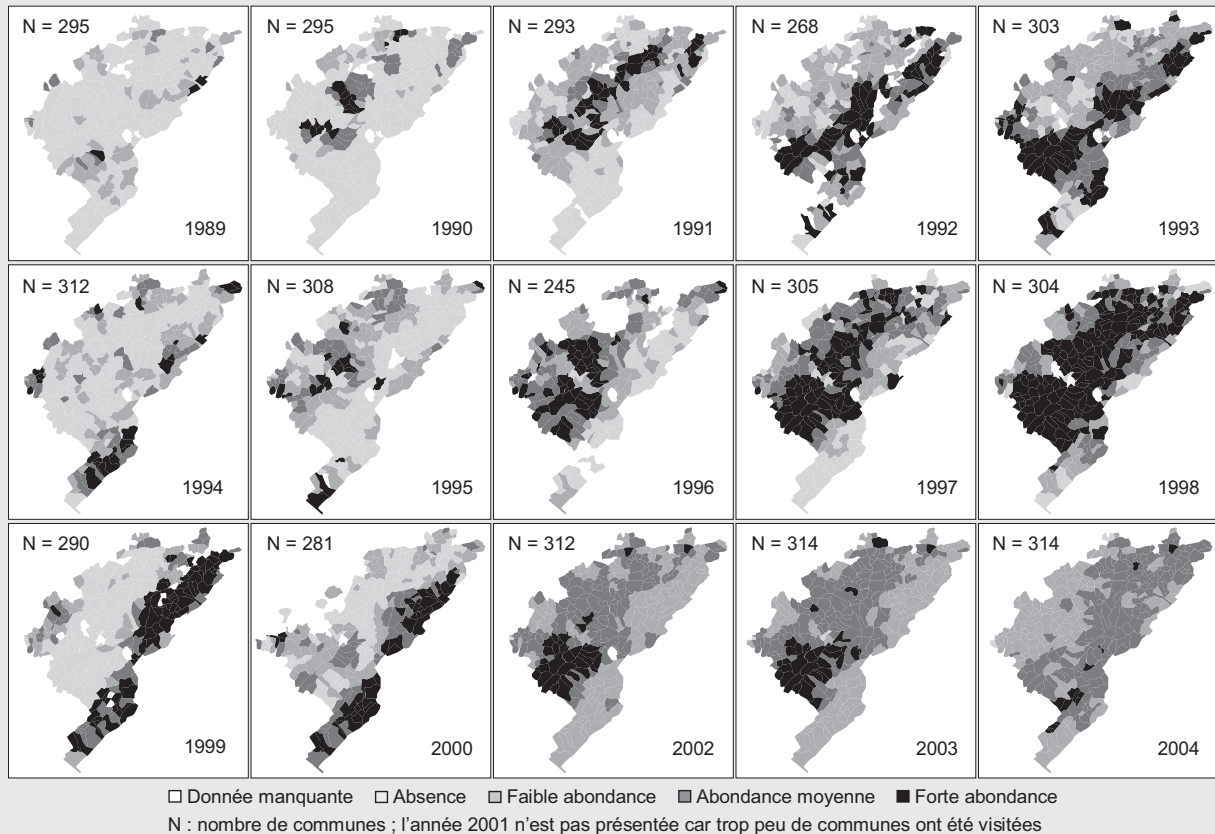 N = 295
1989
N = 295
1990
N = 293
1991
N = 268
1992
N = 303
1993
N = 312
1994
N = 308
1995
N = 245
1996
N = 305
1997
N = 304
1998
N = 290
1999
N = 281
2000
N = 312
2002
N = 314
2003
N = 314
2004
Donnée manquante Absence Faible abondance Abondance moyenne Forte abondance
N : nombre de communes ; l'année 2001 n'est pas présentée car trop peu de communes ont été visitées